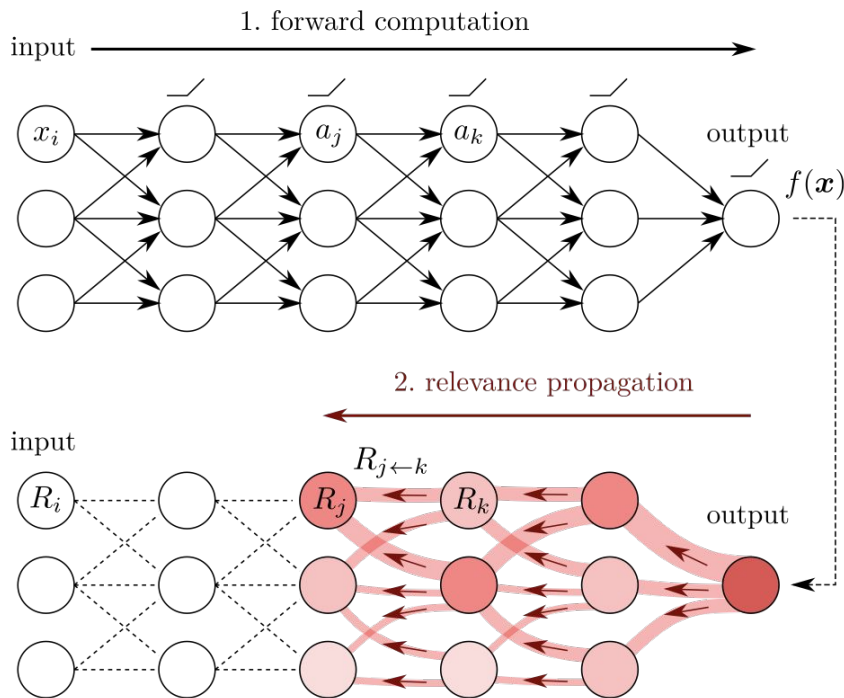 1. forward computation
input
x_i
a_j
a_k
output
f(x)
2. relevance propagation
input
R_{j←k}
R_i
R_j
R_k
output